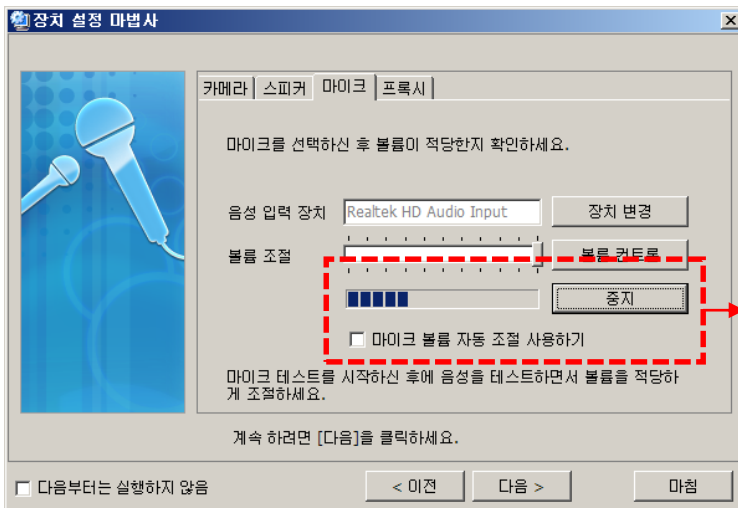 장치 설정 마법사
카메라 스피커 마이크 프록시
마이크를 선택하신 후 볼륨이 적당한지 확인하세요.
음성 입력 장치 Realtek HD Audio Input 장치 변경
볼륨 조절 볼륨 컨트롤
중지
마이크 볼륨 자동 조절 사용하기
마이크 테스트를 시작하신 후에 음성을 테스트하면서 볼륨을 적당하
게 조절하세요.
계속 하려면 [다음]을 클릭하세요.
다음부터는 실행하지 않음 < 이전 다음 > 마침